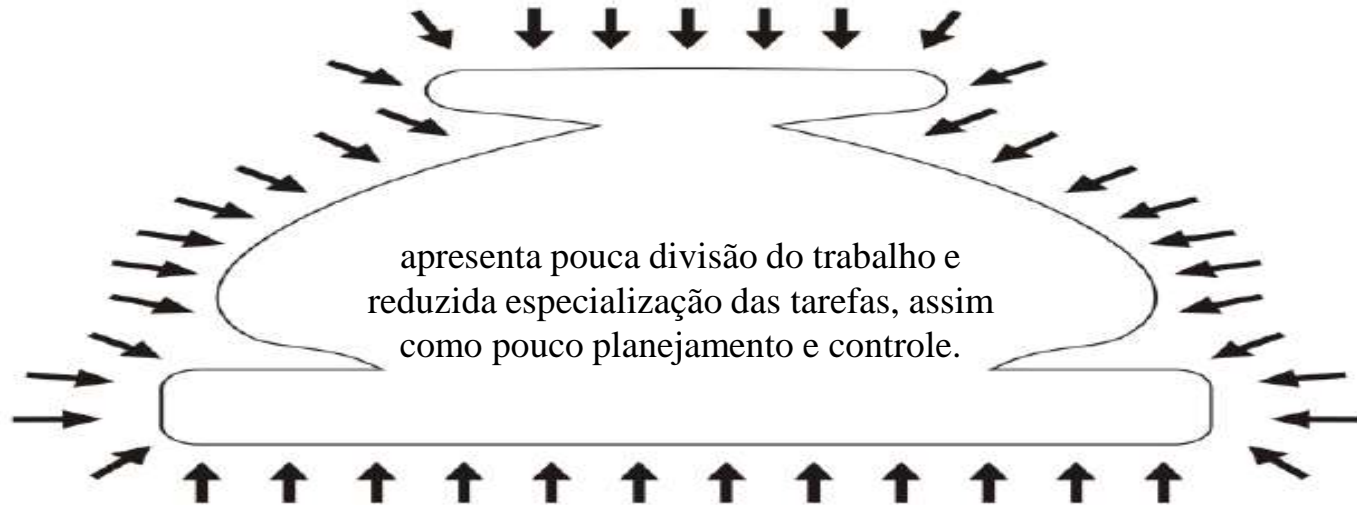 apresenta pouca divisão do trabalho e
reduzida especialização das tarefas, assim
como pouco planejamento e controle.